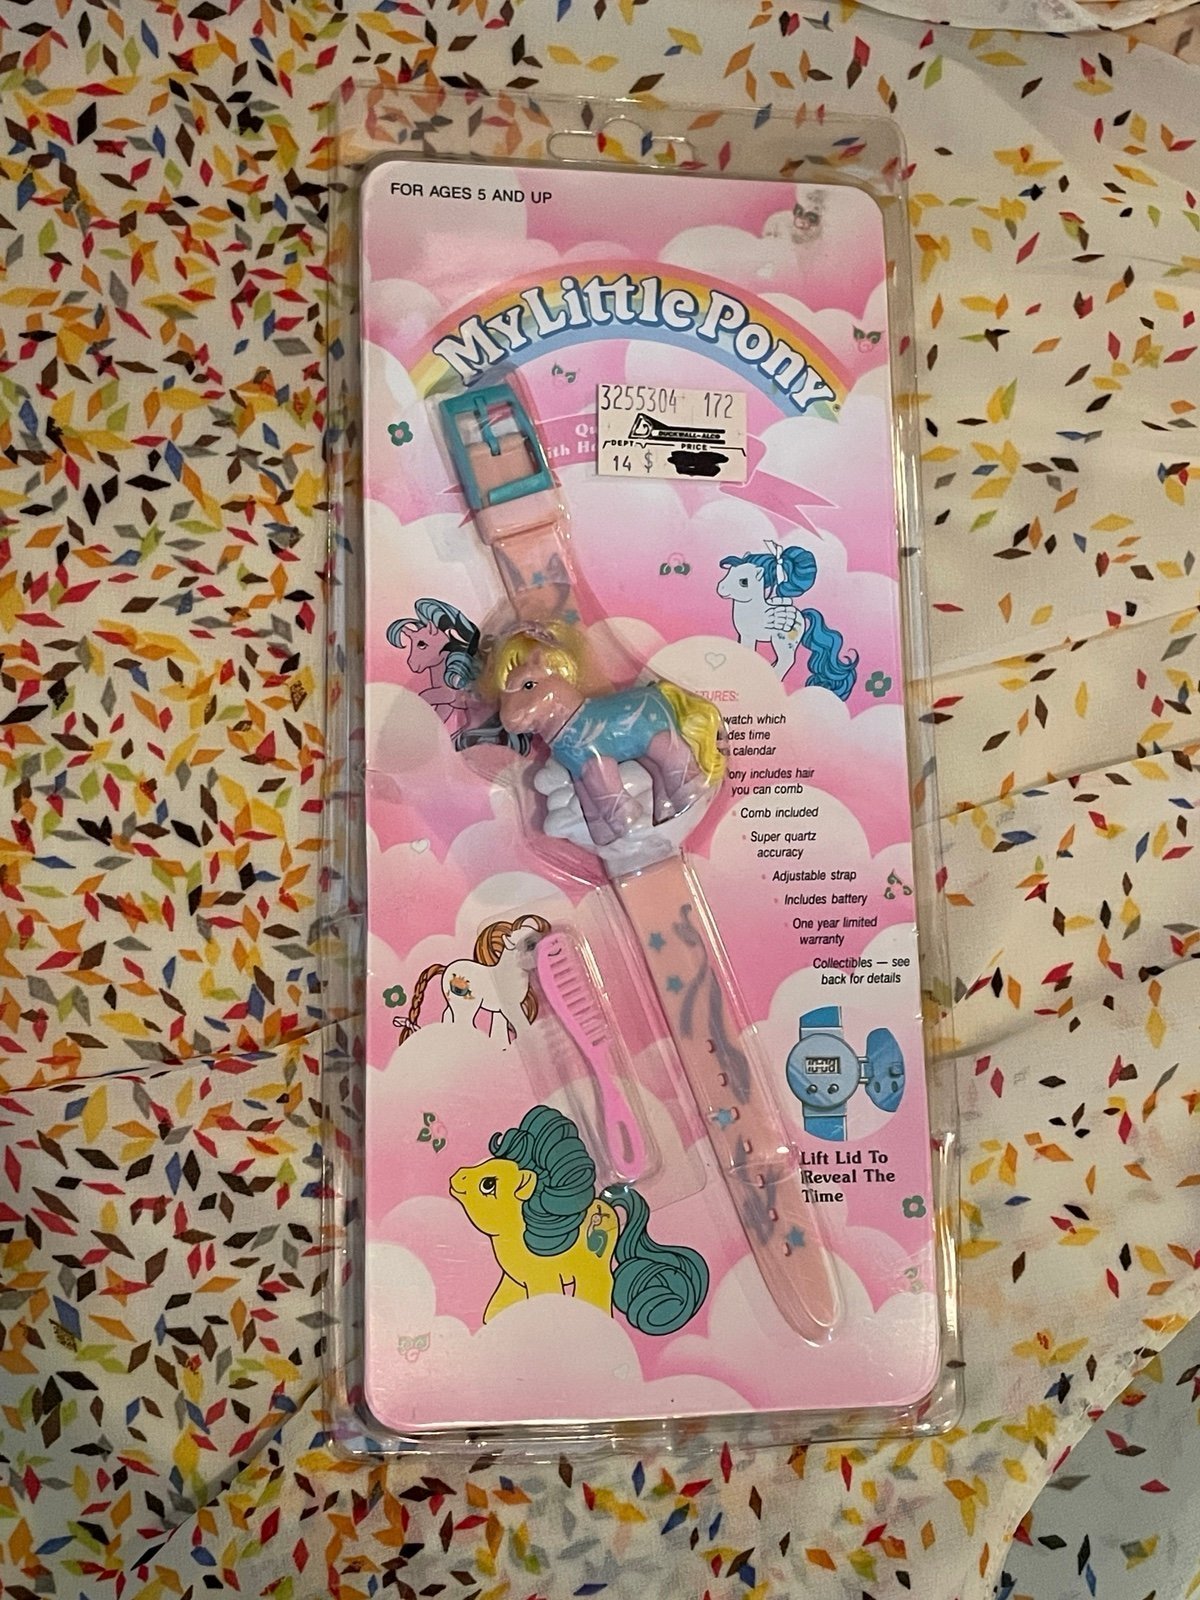 FOR AGES 5 AND UP
My Little Pony
3255304 172
DUCKWALL-ALCO
DEPT PRICE
14 $
watch which
time
calendar
includes hair
you can comb
• Comb included
• Super quartz
accuracy
• Adjustable strap
• Includes battery
• One year limited
warranty
Collectibles — see
back for details
Lift Lid To
Reveal The
Time